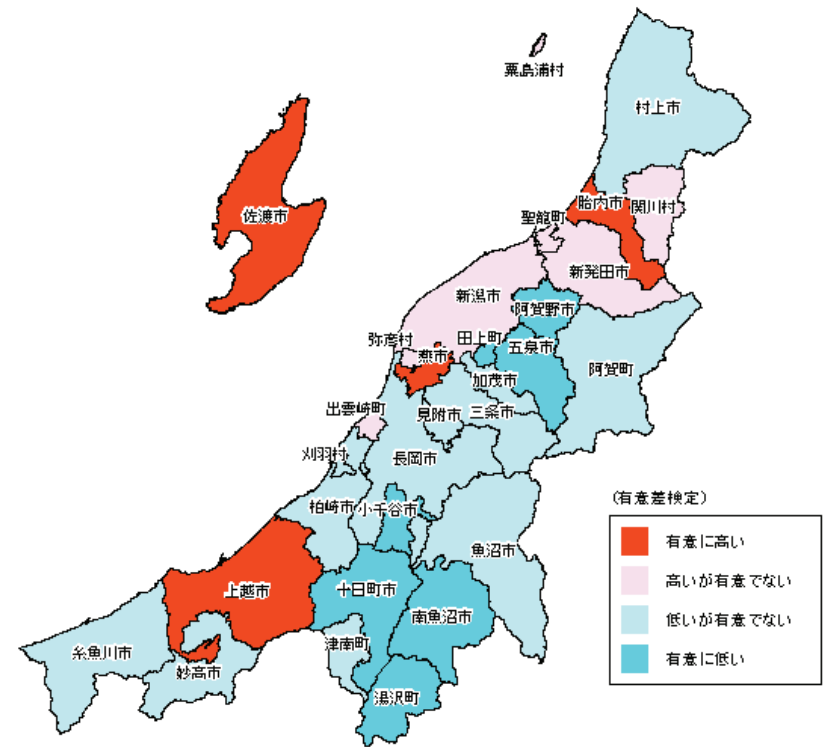 粟島浦村
村上市
佐渡市
胎内市
関川村
聖籠町
新発田市
新潟市
阿賀野市
弥彦村
燕市
田上町
五泉市
阿賀町
加茂市
出雲崎町
見附市
三条市
刈羽村
長岡市
柏崎市
小千谷市
魚沼市
上越市
十日町市
南魚沼市
糸魚川市
妙高市
津南町
湯沢町
(有意差検定)
有意に高い
高いが有意でない
低いが有意でない
有意に低い